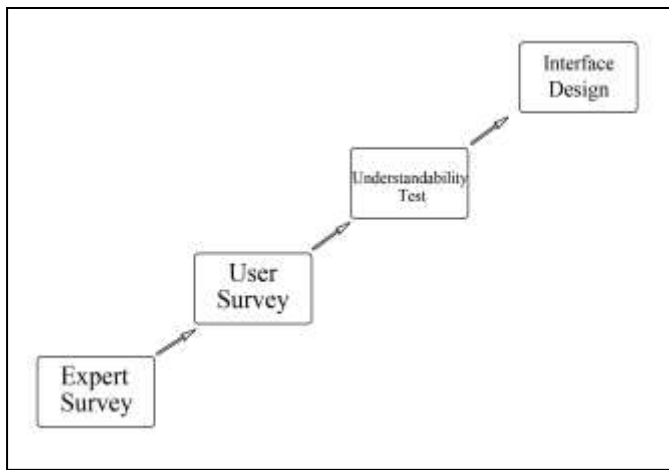 Interface
Design
Understandability
Test
User
Survey
Expert
Survey